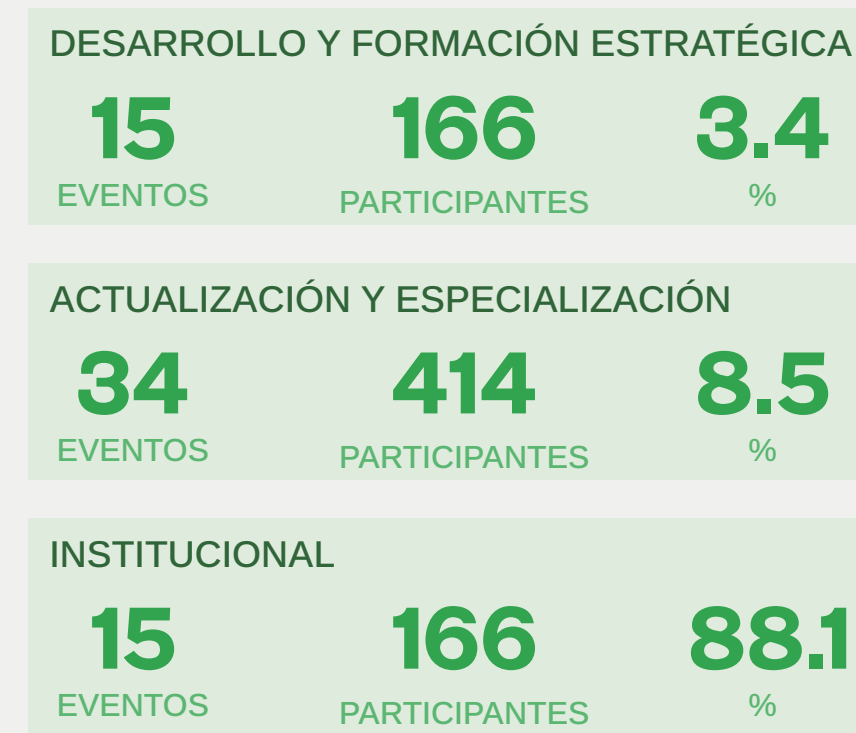 DESARROLLO Y FORMACIÓN ESTRATÉGICA
15 166 3.4
EVENTOS PARTICIPANTES %
ACTUALIZACIÓN Y ESPECIALIZACIÓN
34 414 8.5
EVENTOS PARTICIPANTES %
INSTITUCIONAL
15 166 88.1
EVENTOS PARTICIPANTES %